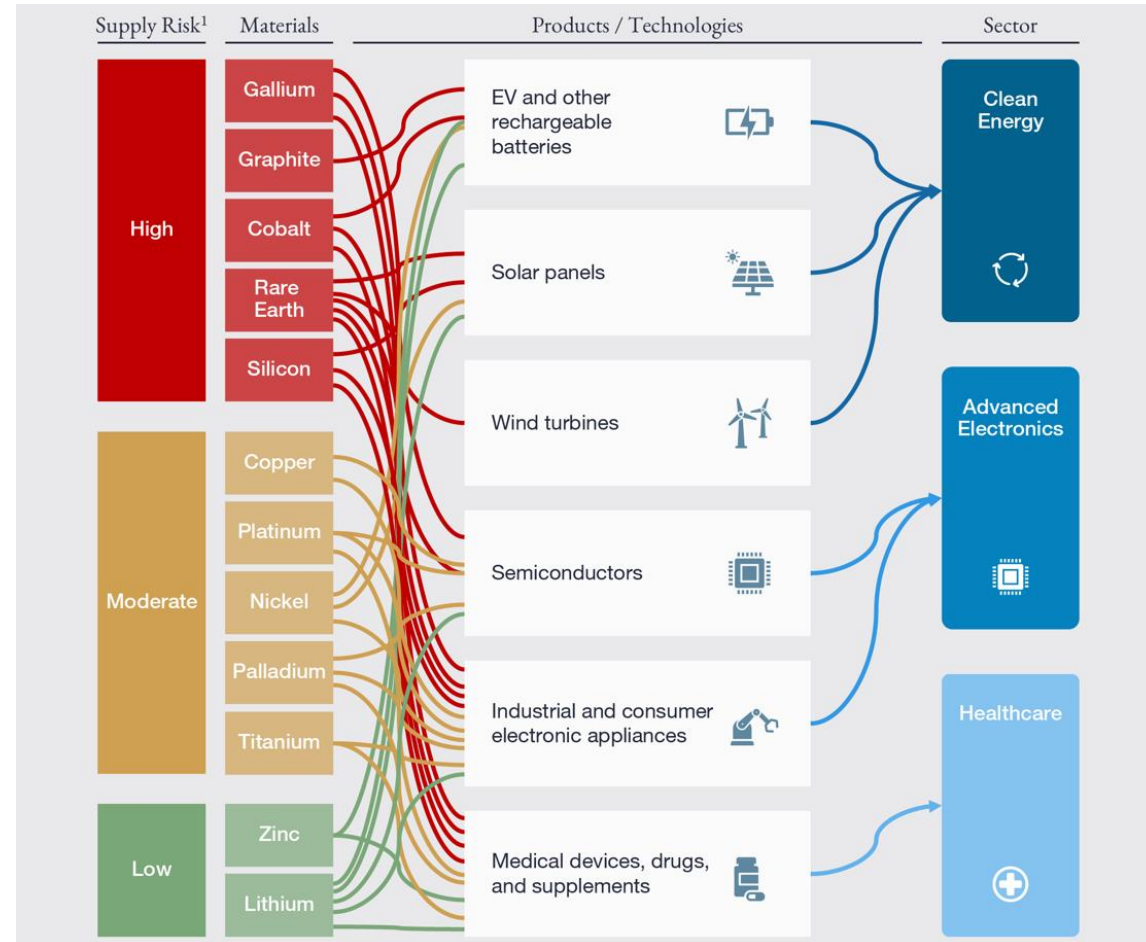 Supply Risk¹
Materials
Products / Technologies
Sector
High
Gallium
Graphite
Cobalt
Rare
Earth
Silicon
Moderate
Copper
Platinum
Nickel
Palladium
Titanium
Low
Zinc
Lithium
EV and other
rechargeable
batteries
Solar panels
Wind turbines
Semiconductors
Industrial and consumer
electronic appliances
Medical devices, drugs,
and supplements
Clean
Energy
Advanced
Electronics
Healthcare